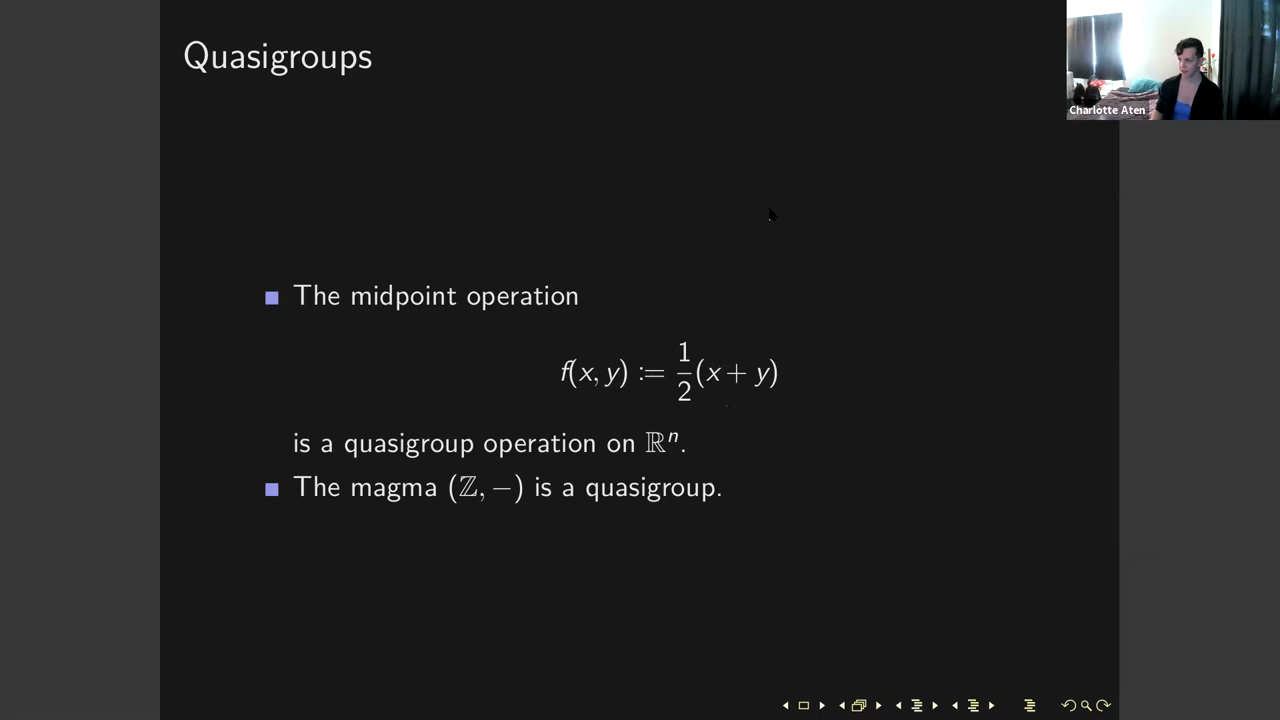 Quasigroups
Charlotte Aten
The midpoint operation
f(x, y) := 1/2 (x + y)
is a quasigroup operation on ℝⁿ.
The magma (ℤ, −) is a quasigroup.